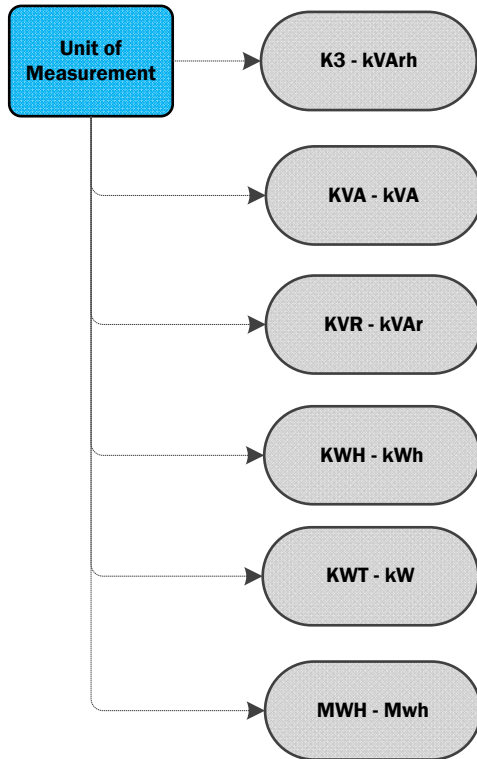 Unit of
Measurement
K3 - kVArh
KVA - kVA
KVR - kVAr
KWH - kWh
KWT - kW
MWH - Mwh